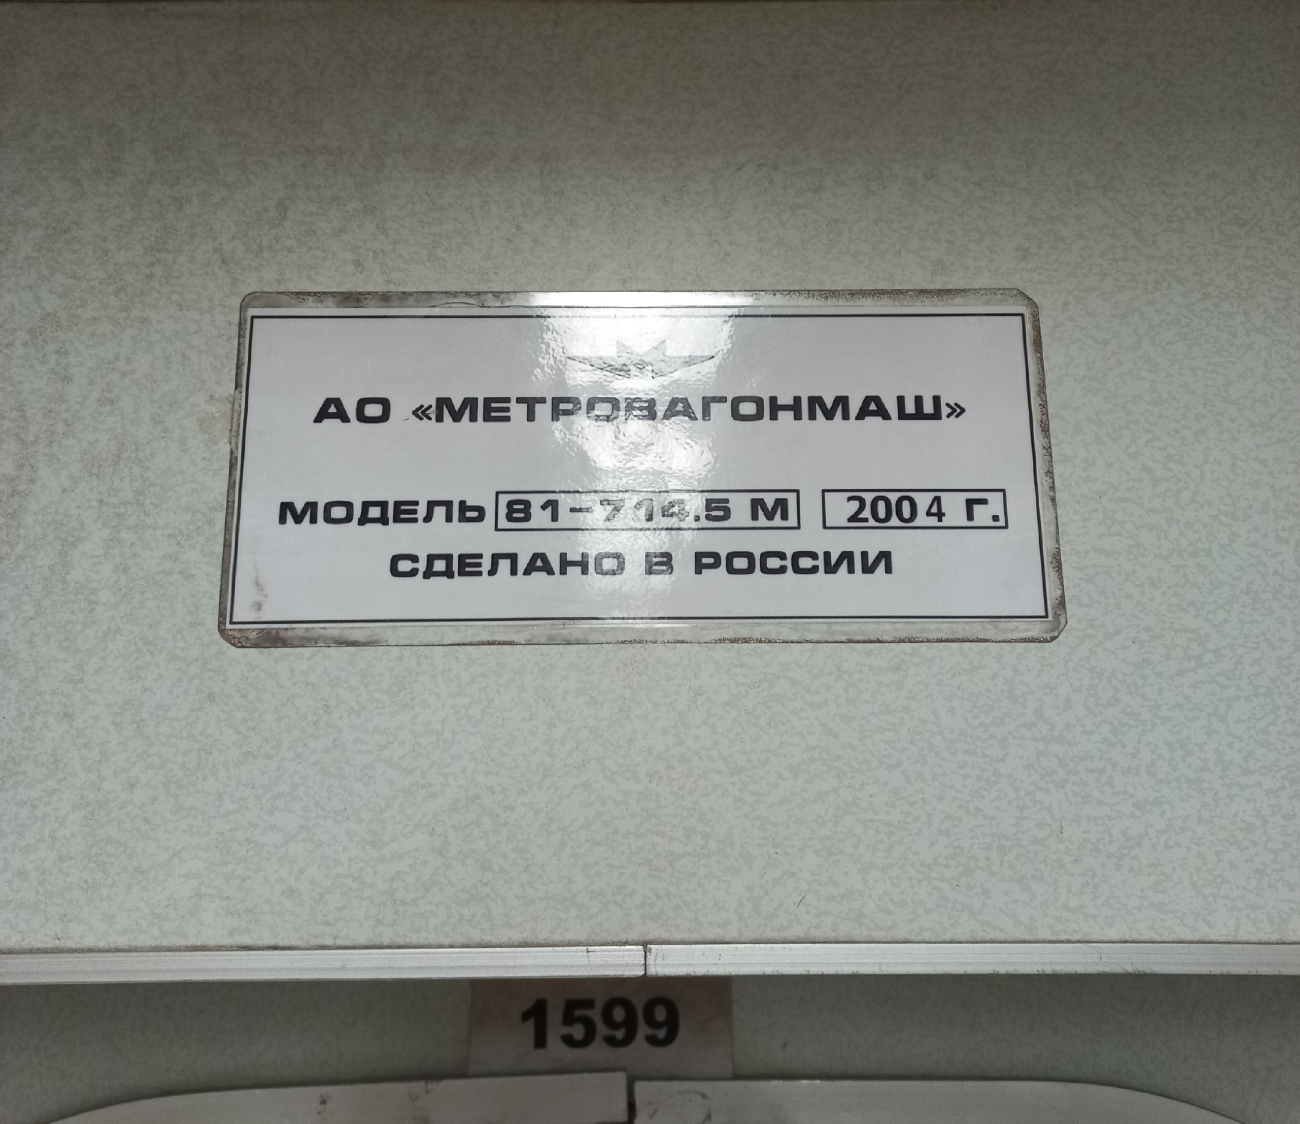 АО «МЕТРОВАГОНМАШ»
МОДЕЛЬ 81-714.5 М 2004 Г.
СДЕЛАНО В РОССИИ
1599